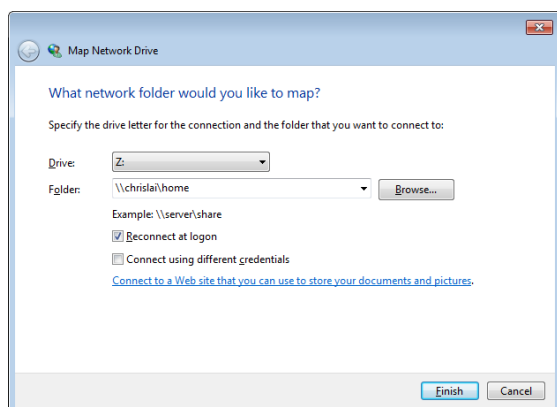 Map Network Drive
What network folder would you like to map?
Specify the drive letter for the connection and the folder that you want to connect to:
Drive: Z:
Folder: \\chrislai\home Browse...
Example: \\server\share
Reconnect at logon
Connect using different credentials
Connect to a Web site that you can use to store your documents and pictures.
Finish Cancel